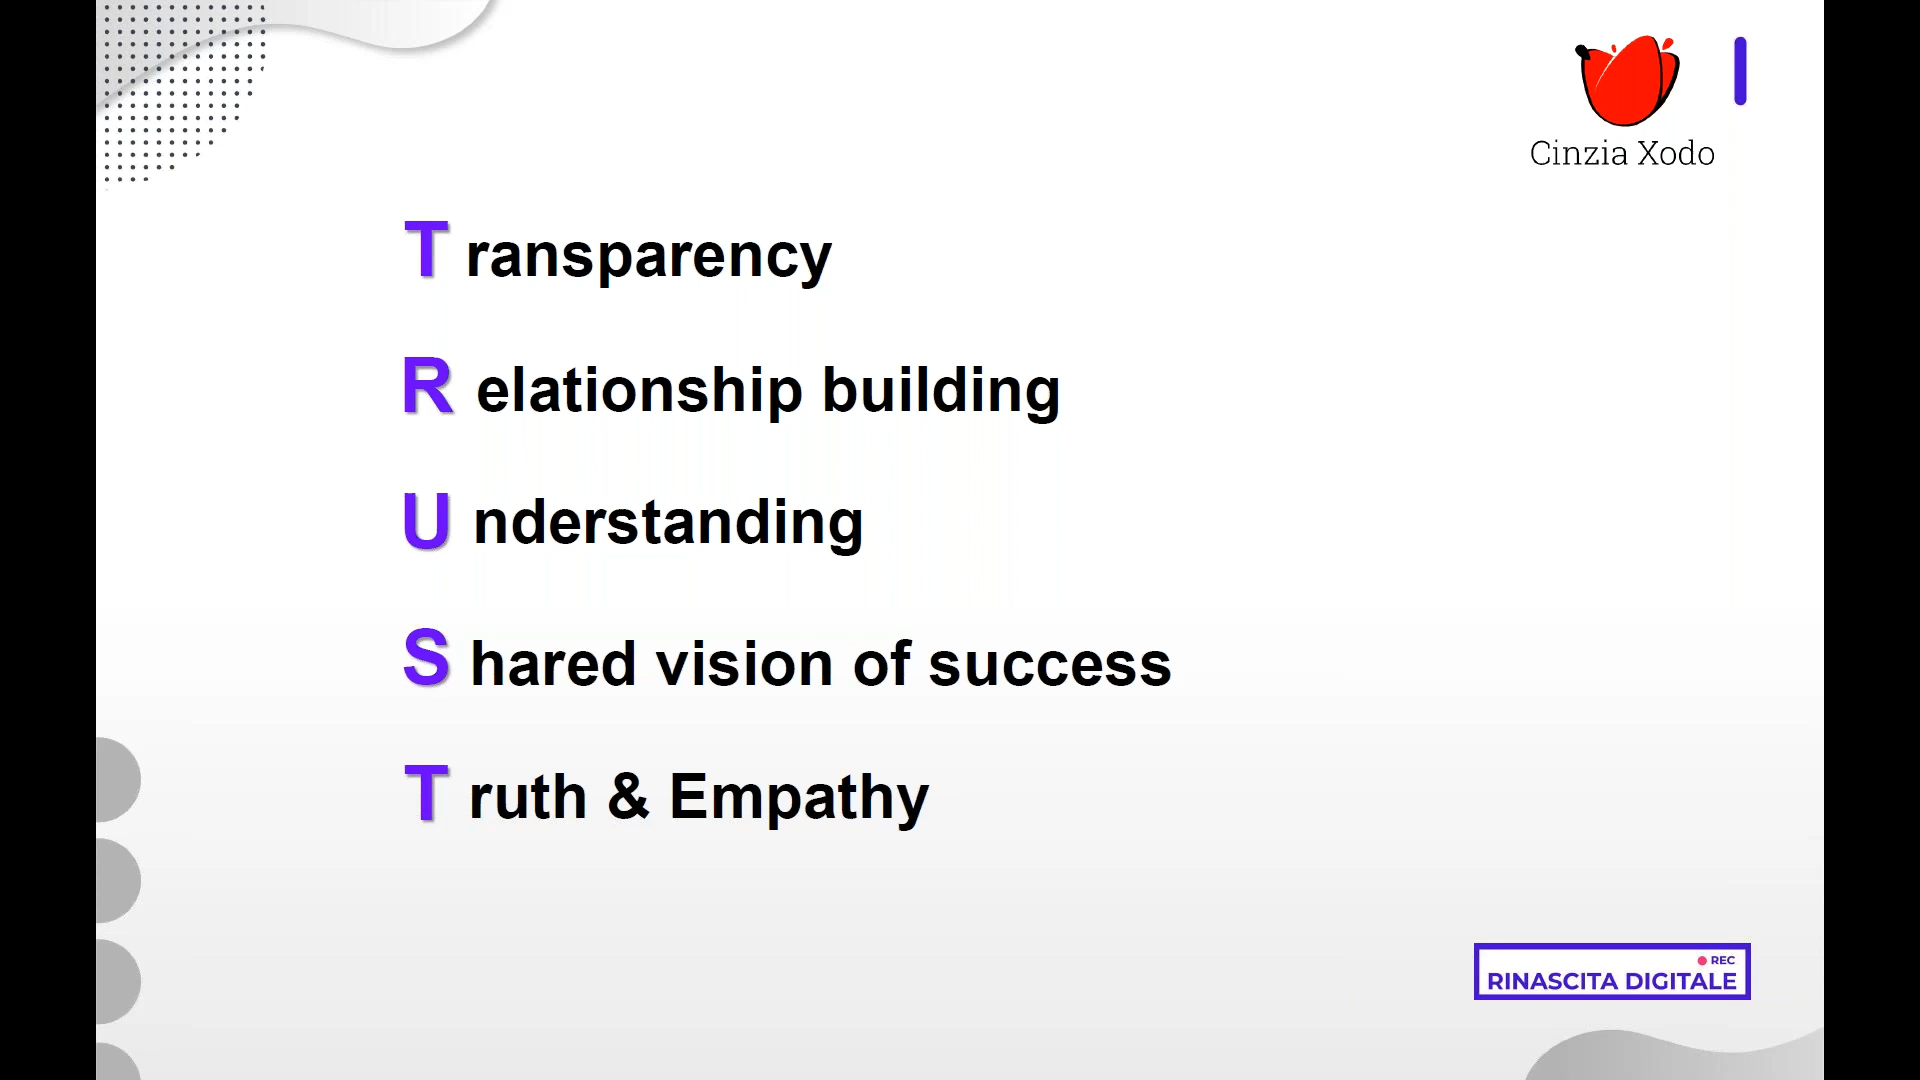 Cinzia Xodo
T ransparency
R elationship building
U nderstanding
S hared vision of success
T ruth & Empathy
REC
RINASCITA DIGITALE